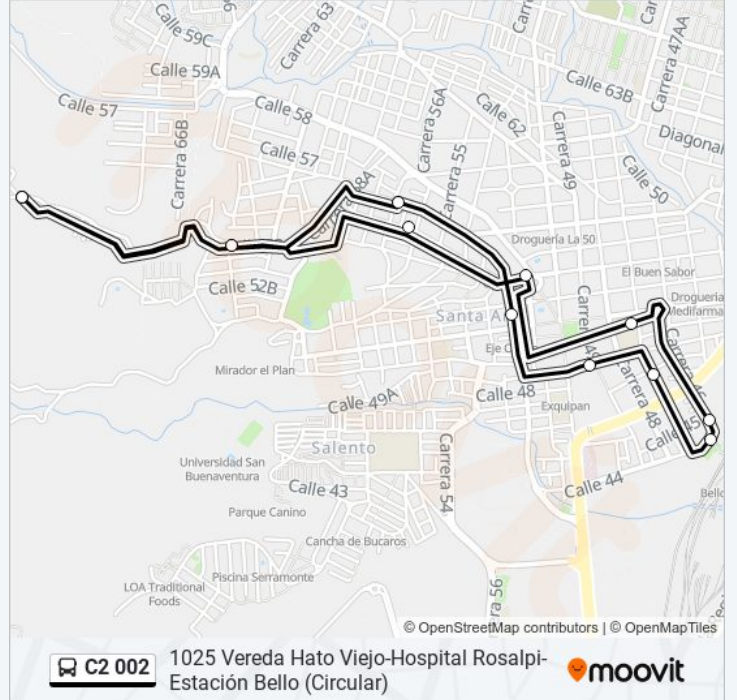 Calle 59C
Carrera 63
Carrera 47AA
Calle 59A
Calle 63B
Calle 57
Calle 58
Carrera 56A
Calle 62
Carrera 66B
Carrera 49
Diagonal
Calle 57
Carrera 55
Calle 50
Droguería La 50
El Buen Sabor
Calle 52B
Drogueria
Medifarma
Santa A
Mirador el Plan
Calle 49A
Calle 48
Carrera 48
Exquipan
Salento
Universidad San
Buenaventura
Carrera 54
Calle 44
Calle 43
Parque Canino
Cancha de Bucaros
Piscina Serramonte
LOA Traditional
Foods
© OpenStreetMap contributors | © OpenMapTiles
C2 002
1025 Vereda Hato Viejo-Hospital Rosalpi-
Estación Bello (Circular)
moovit